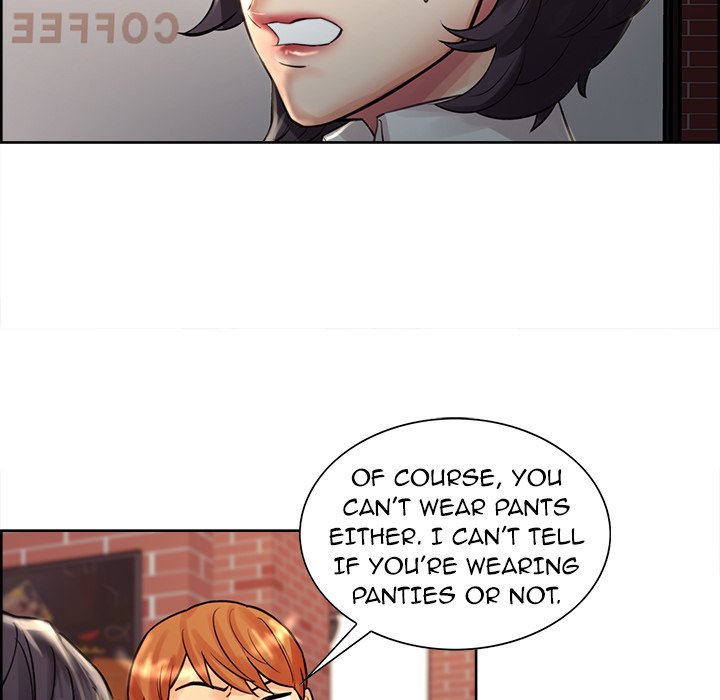 COFFEE
OF COURSE, YOU
CAN'T WEAR PANTS
EITHER. I CAN'T TELL
IF YOU'RE WEARING
PANTIES OR NOT.